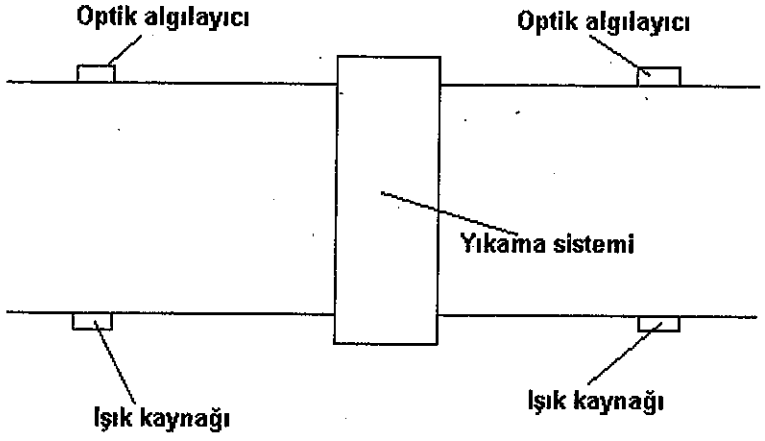 Optik algılayıcı
Optik algılayıcı
Yıkama sistemi
Işık kaynağı
Işık kaynağı